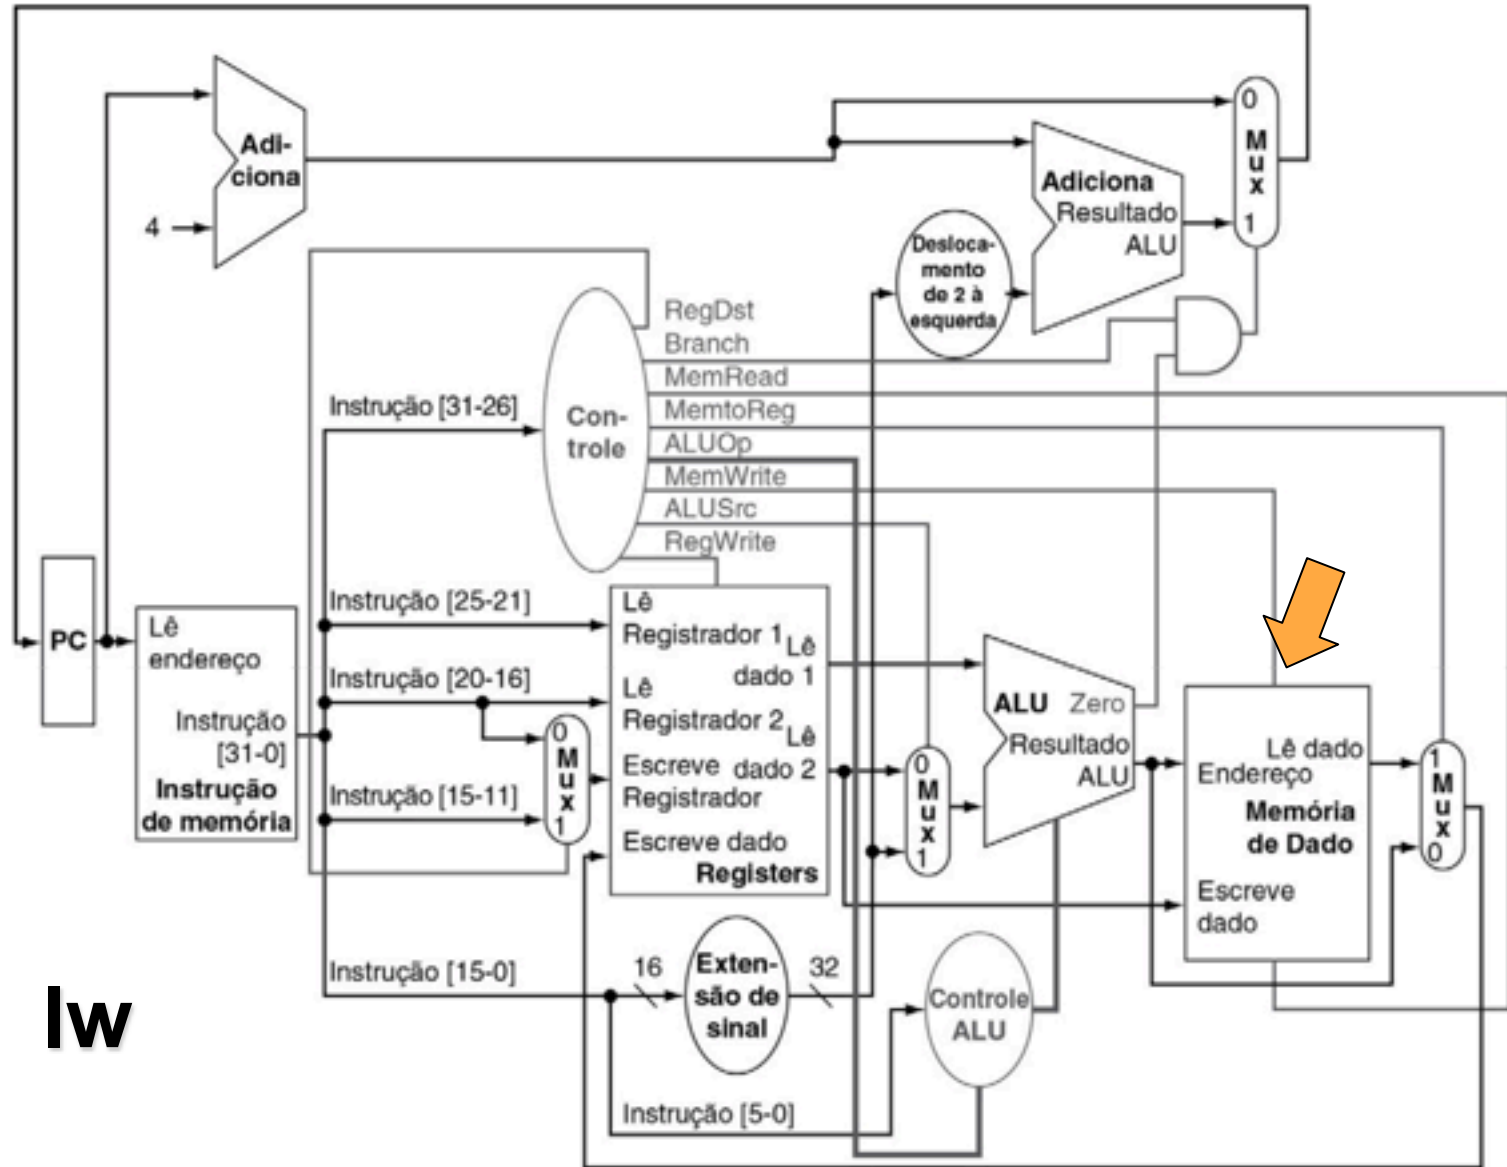 Adi-
ciona
4
0
Mux
1
Adiciona
Resultado
ALU
Desloca-
mento
de 2 à
esquerda
RegDst
Branch
MemRead
MemtoReg
ALUOp
MemWrite
ALUSrc
RegWrite
Con-
trole
Instrução [31-26]
Instrução [25-21]
Instrução [20-16]
Instrução [15-11]
Instrução [15-0]
Instrução [5-0]
PC
Lê
endereço
Instrução
[31-0]
Instrução
de memória
0
Mux
1
Lê
Registrador 1
Lê
dado 1
Lê
Registrador 2
Lê
dado 2
Escreve
Registrador
Escreve dado
Registers
0
Mux
1
ALU
Zero
Resultado
ALU
Lê dado
Endereço
Memória
de Dado
Escreve
dado
1
Mux
0
16
Exten-
são de
sinal
32
Controle
ALU
lw